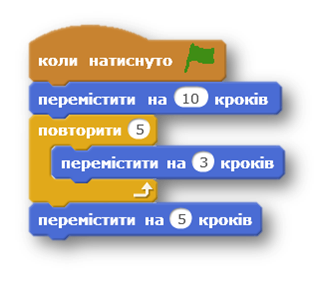 коли натиснуто
перемістити на 10 кроків
повторити 5
перемістити на 3 кроків
перемістити на 5 кроків